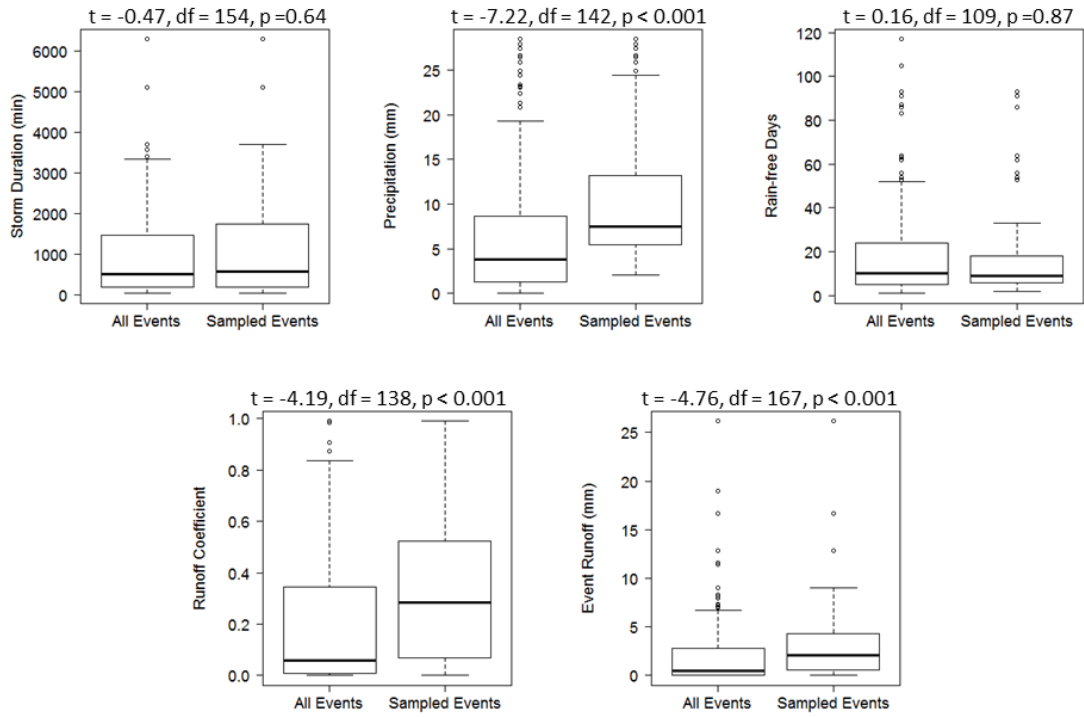 t = -0.47, df = 154, p =0.64
Storm Duration (min)
6000
5000
4000
3000
2000
1000
0
All Events Sampled Events
t = -7.22, df = 142, p < 0.001
Precipitation (mm)
25
20
15
10
5
0
All Events Sampled Events
t = 0.16, df = 109, p =0.87
Rain-free Days
120
100
80
60
40
20
0
All Events Sampled Events
t = -4.19, df = 138, p < 0.001
Runoff Coefficient
1.0
0.8
0.6
0.4
0.2
0.0
All Events Sampled Events
t = -4.76, df = 167, p < 0.001
Event Runoff (mm)
25
20
15
10
5
0
All Events Sampled Events